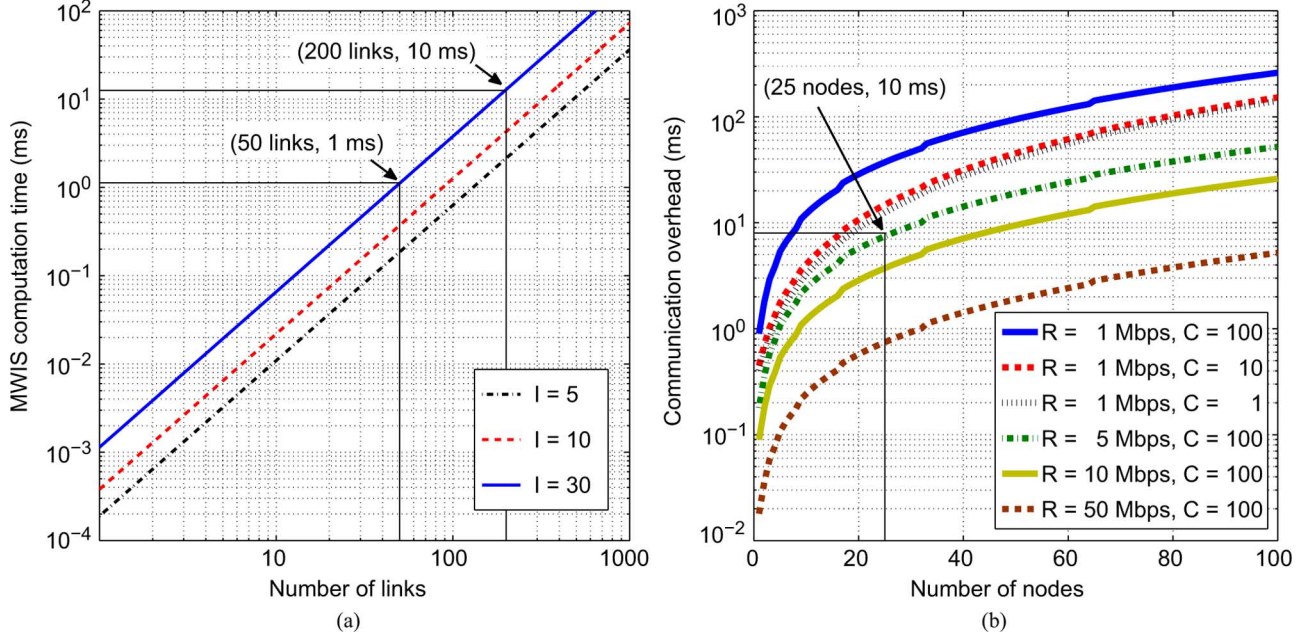 MWIS computation time (ms)
10^2
10^1
10^0
10^-1
10^-2
10^-3
10^-4
(200 links, 10 ms)
(50 links, 1 ms)
I = 5
I = 10
I = 30
10
100
1000
Number of links
(a)
Communication overhead (ms)
10^3
10^2
10^1
10^0
10^-1
10^-2
(25 nodes, 10 ms)
R = 1 Mbps, C = 100
R = 1 Mbps, C = 10
R = 1 Mbps, C = 1
R = 5 Mbps, C = 100
R = 10 Mbps, C = 100
R = 50 Mbps, C = 100
0
20
40
60
80
100
Number of nodes
(b)